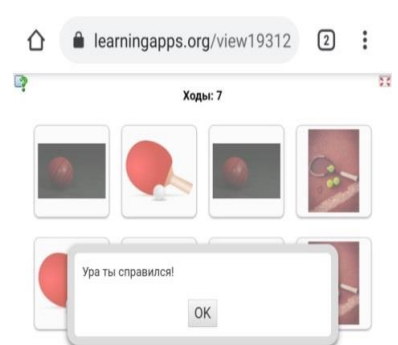 learningapps.org/view19312
2
Ходы: 7
Ура ты справился!
OK